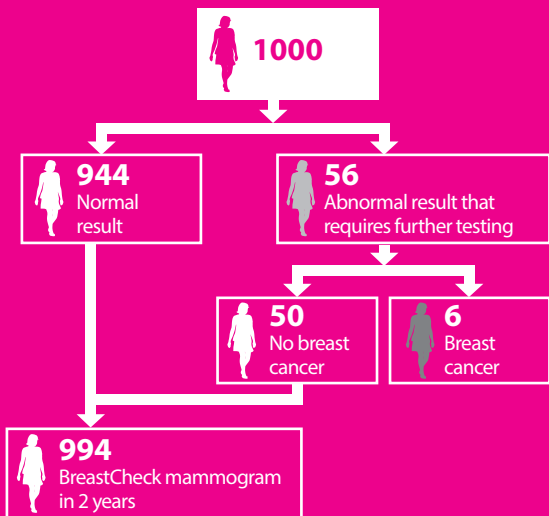 1000
944
Normal
result
56
Abnormal result that
requires further testing
50
No breast
cancer
6
Breast
cancer
994
BreastCheck mammogram
in 2 years